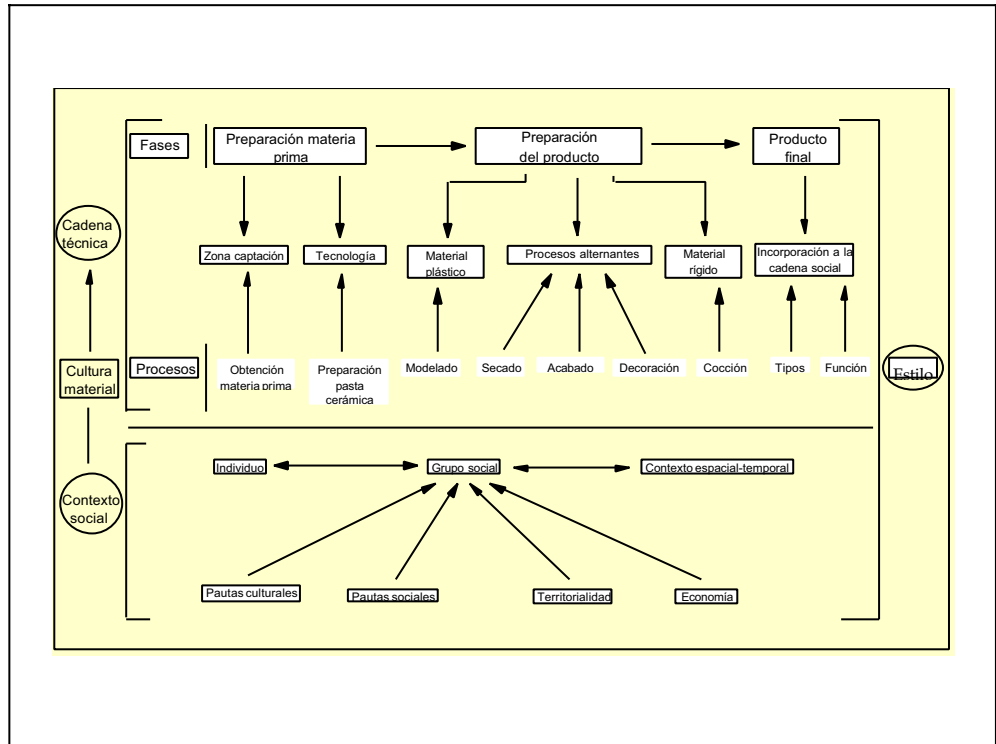 Fases
Preparación materia
prima
Preparación
del producto
Producto
final
Cadena
técnica
Zona captación
Tecnología
Material
plástico
Procesos alternantes
Material
rígido
Incorporación a la
cadena social
Cultura
material
Procesos
Obtención
materia prima
Preparación
pasta
cerámica
Modelado
Secado
Acabado
Decoración
Cocción
Tipos
Función
Estilo
Contexto
social
Individuo
Grupo social
Contexto espacial-temporal
Pautas culturales
Pautas sociales
Territorialidad
Economía